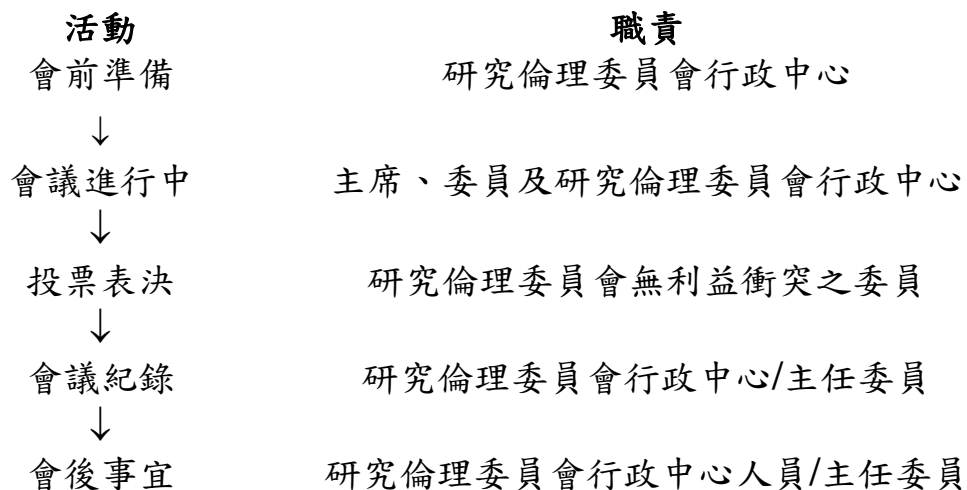 活動 職責
會前準備 研究倫理委員會行政中心
↓
會議進行中 主席、委員及研究倫理委員會行政中心
↓
投票表決 研究倫理委員會無利益衝突之委員
↓
會議紀錄 研究倫理委員會行政中心/主任委員
↓
會後事宜 研究倫理委員會行政中心人員/主任委員